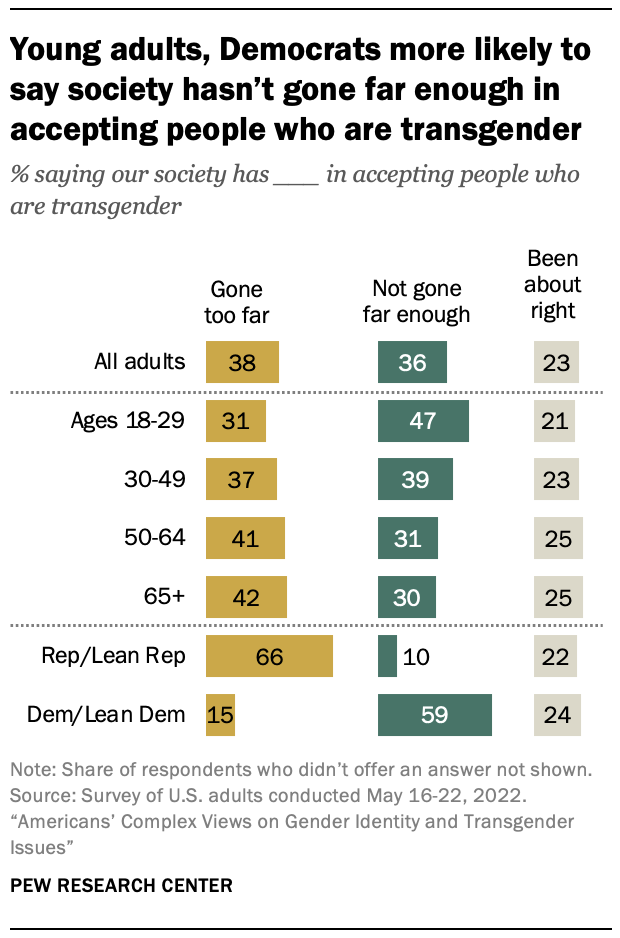 Young adults, Democrats more likely to
say society hasn’t gone far enough in
accepting people who are transgender
% saying our society has ___ in accepting people who
are transgender
Gone
too far
Not gone
far enough
Been
about
right
All adults 38 36 23
Ages 18-29 31 47 21
30-49 37 39 23
50-64 41 31 25
65+ 42 30 25
Rep/Lean Rep 66 10 22
Dem/Lean Dem 15 59 24
Note: Share of respondents who didn’t offer an answer not shown.
Source: Survey of U.S. adults conducted May 16-22, 2022.
“Americans’ Complex Views on Gender Identity and Transgender
Issues”
PEW RESEARCH CENTER